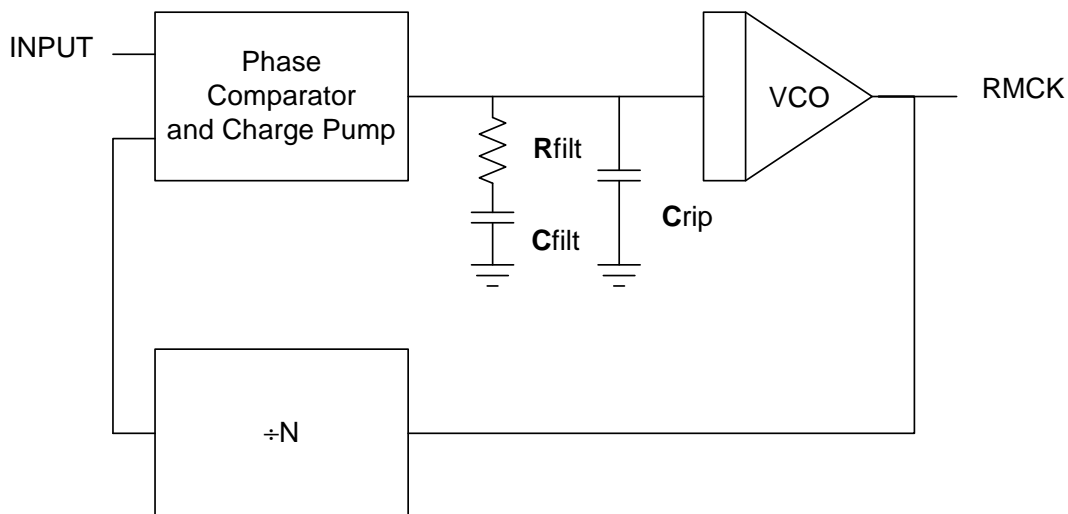 INPUT
Phase
Comparator
and Charge Pump
VCO
RMCK
Rfilt
Cfilt
Crip
÷N